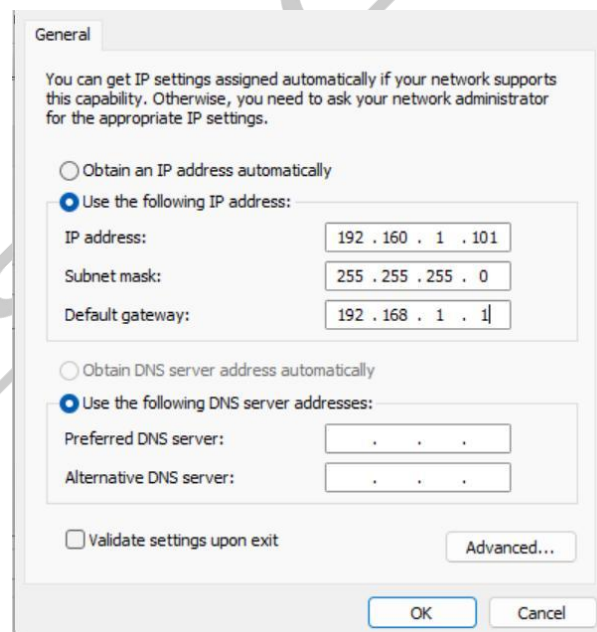 General
You can get IP settings assigned automatically if your network supports
this capability. Otherwise, you need to ask your network administrator
for the appropriate IP settings.
Obtain an IP address automatically
Use the following IP address:
IP address: 192 . 160 . 1 . 101
Subnet mask: 255 . 255 . 255 . 0
Default gateway: 192 . 168 . 1 . 1
Obtain DNS server address automatically
Use the following DNS server addresses:
Preferred DNS server: . . .
Alternative DNS server: . . .
Validate settings upon exit
Advanced...
OK Cancel